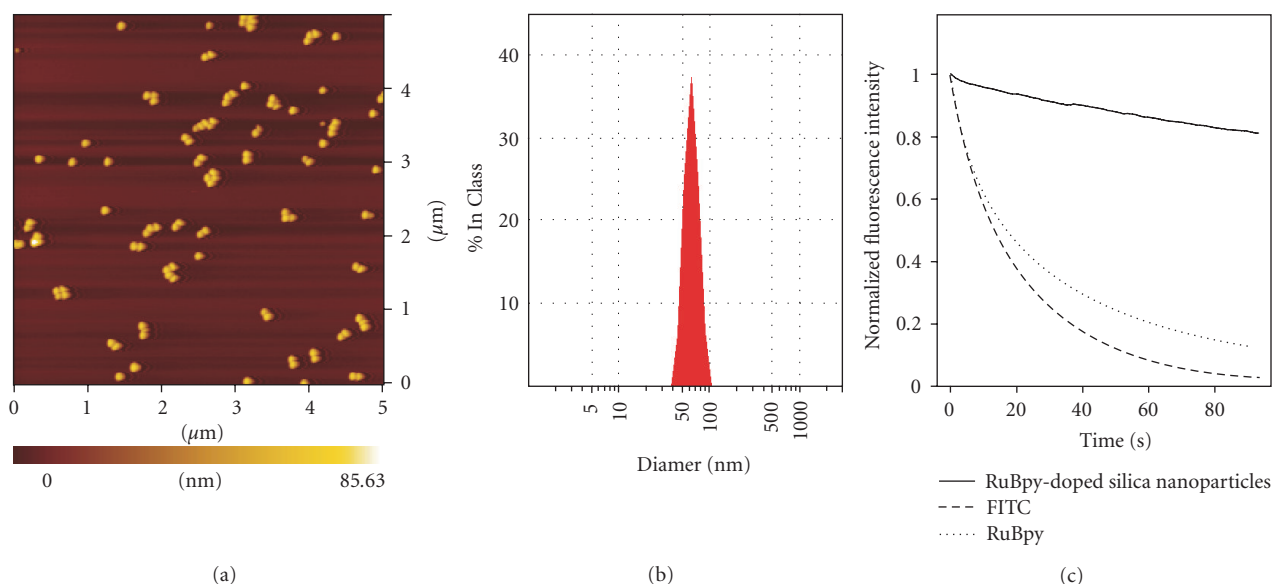 4
3
2
1
0
(μm)
0
1
2
3
4
5
(μm)
0
(nm)
85.63
(a)
40
30
20
10
% In Class
5
10
50
100
500
1000
Diamer (nm)
(b)
1
0.8
0.6
0.4
0.2
0
Normalized fluorescence intensity
0
20
40
60
80
Time (s)
RuBpy-doped silica nanoparticles
FITC
RuBpy
(c)